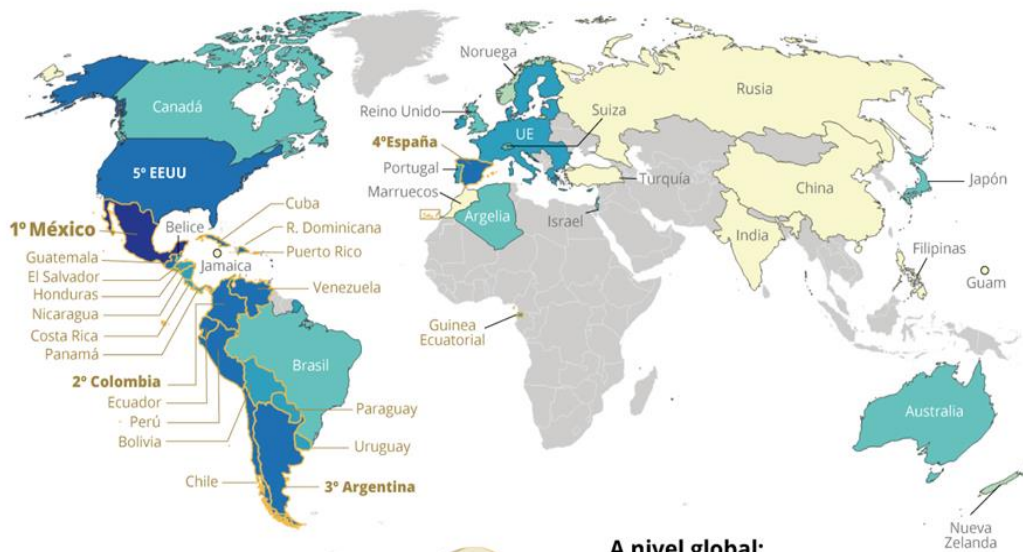 Noruega
Canadá
Rusia
Reino Unido
Suiza
UE
4º España
5º EEUU
Portugal
Turquía
Japón
Marruecos
China
Cuba
Argelia
Israel
1º México
Belice
R. Dominicana
India
Filipinas
Guatemala
Jamaica
Puerto Rico
El Salvador
Guam
Honduras
Venezuela
Nicaragua
Costa Rica
Guinea
Ecuatorial
Panamá
Brasil
2º Colombia
Ecuador
Paraguay
Australia
Perú
Bolivia
Uruguay
Chile
3º Argentina
Nueva
Zelanda
A nivel global: